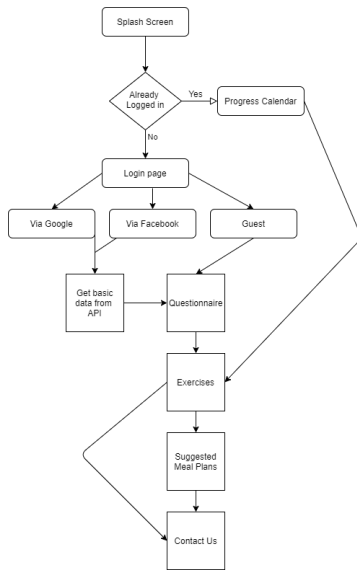 Splash Screen
Already
Logged in
Yes
Progress Calendar
No
Login page
Via Google
Via Facebook
Guest
Get basic
data from
API
Questionnaire
Exercises
Suggested
Meal Plans
Contact Us